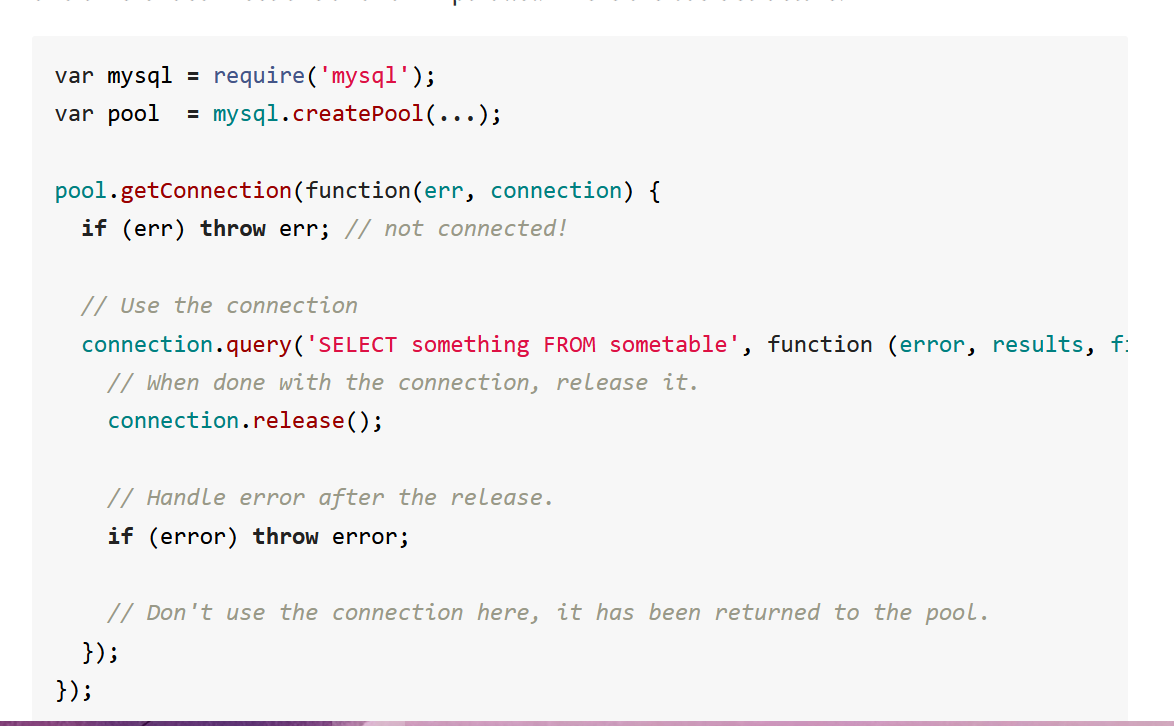 var mysql = require('mysql');
var pool  = mysql.createPool(...);
pool.getConnection(function(err, connection) {
  if (err) throw err; // not connected!
  // Use the connection
  connection.query('SELECT something FROM sometable', function (error, results,
    // When done with the connection, release it.
    connection.release();
    // Handle error after the release.
    if (error) throw error;
    // Don't use the connection here, it has been returned to the pool.
  });
});